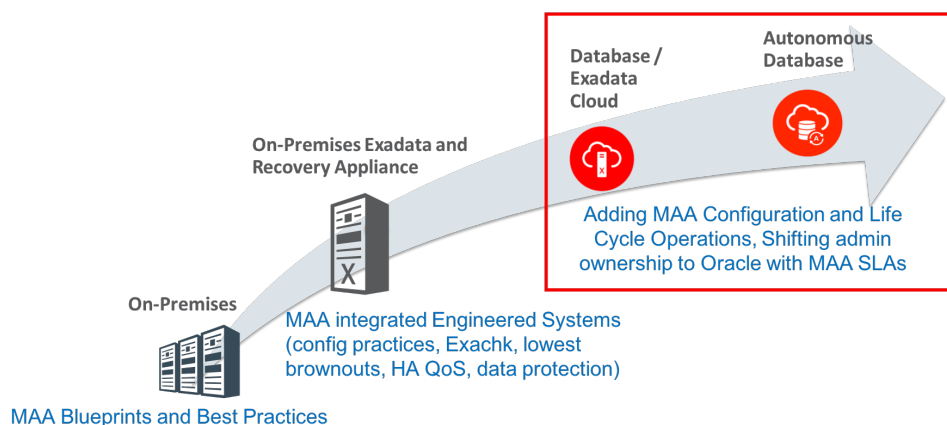 Database /
Exadata
Cloud
Autonomous
Database
On-Premises Exadata and
Recovery Appliance
X
A
Adding MAA Configuration and Life
Cycle Operations, Shifting admin
ownership to Oracle with MAA SLAs
X
On-Premises
MAA integrated Engineered Systems
(config practices, Exachk, lowest
brownouts, HA QoS, data protection)
MAA Blueprints and Best Practices